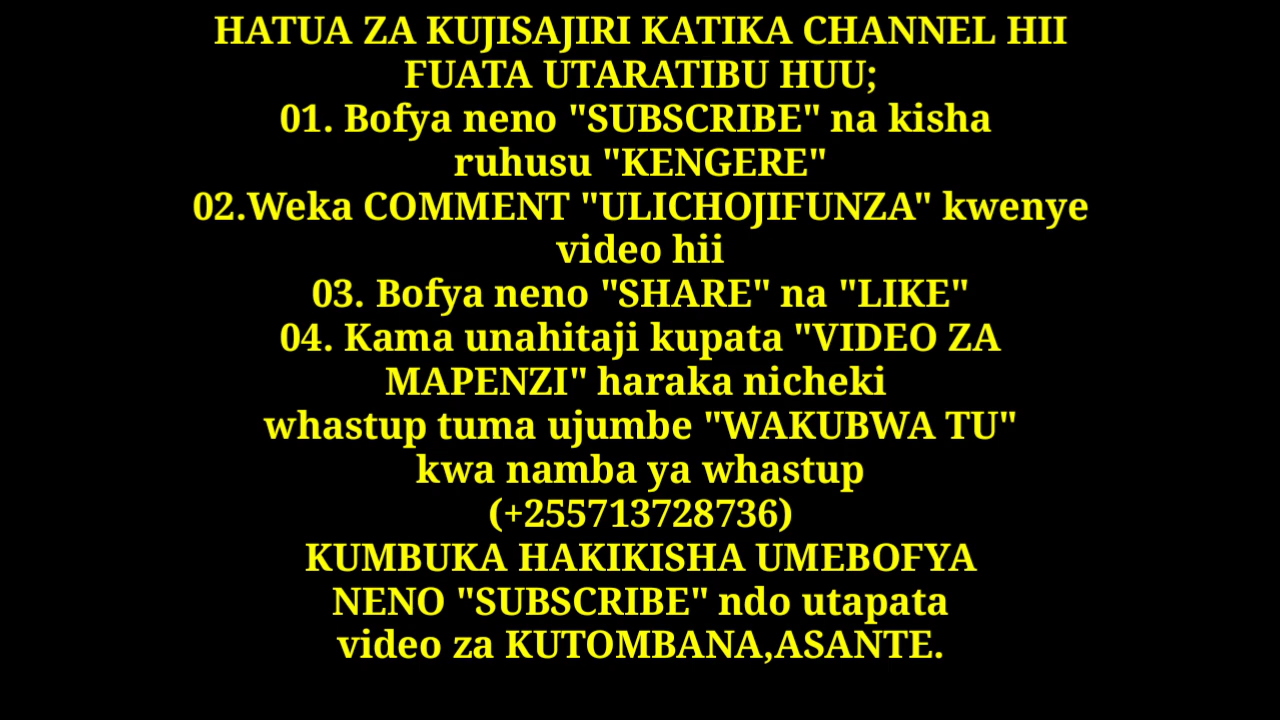 HATUA ZA KUJISAJIRI KATIKA CHANNEL HII
FUATA UTARATIBU HUU;
01. Bofya neno "SUBSCRIBE" na kisha
ruhusu "KENGERE"
02.Weka COMMENT "ULICHOJIFUNZA" kwenye
video hii
03. Bofya neno "SHARE" na "LIKE"
04. Kama unahitaji kupata "VIDEO ZA
MAPENZI" haraka nicheki
whastup tuma ujumbe "WAKUBWA TU"
kwa namba ya whastup
(+255713728736)
KUMBUKA HAKIKISHA UMEBOFYA
NENO "SUBSCRIBE" ndo utapata
video za KUTOMBANA,ASANTE.